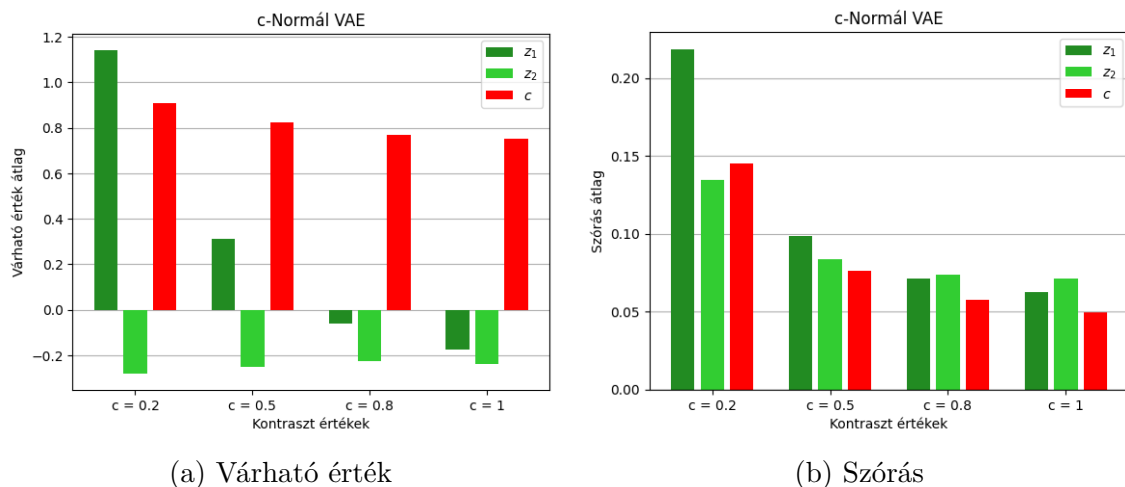 c-Normál VAE
1.2
1.0
0.8
0.6
0.4
0.2
0.0
−0.2
Várható érték átlag
z₁
z₂
c
c = 0.2
c = 0.5
c = 0.8
c = 1
Kontraszt értékek
(a) Várható érték
c-Normál VAE
0.20
0.15
0.10
0.05
0.00
Szórás átlag
z₁
z₂
c
c = 0.2
c = 0.5
c = 0.8
c = 1
Kontraszt értékek
(b) Szórás